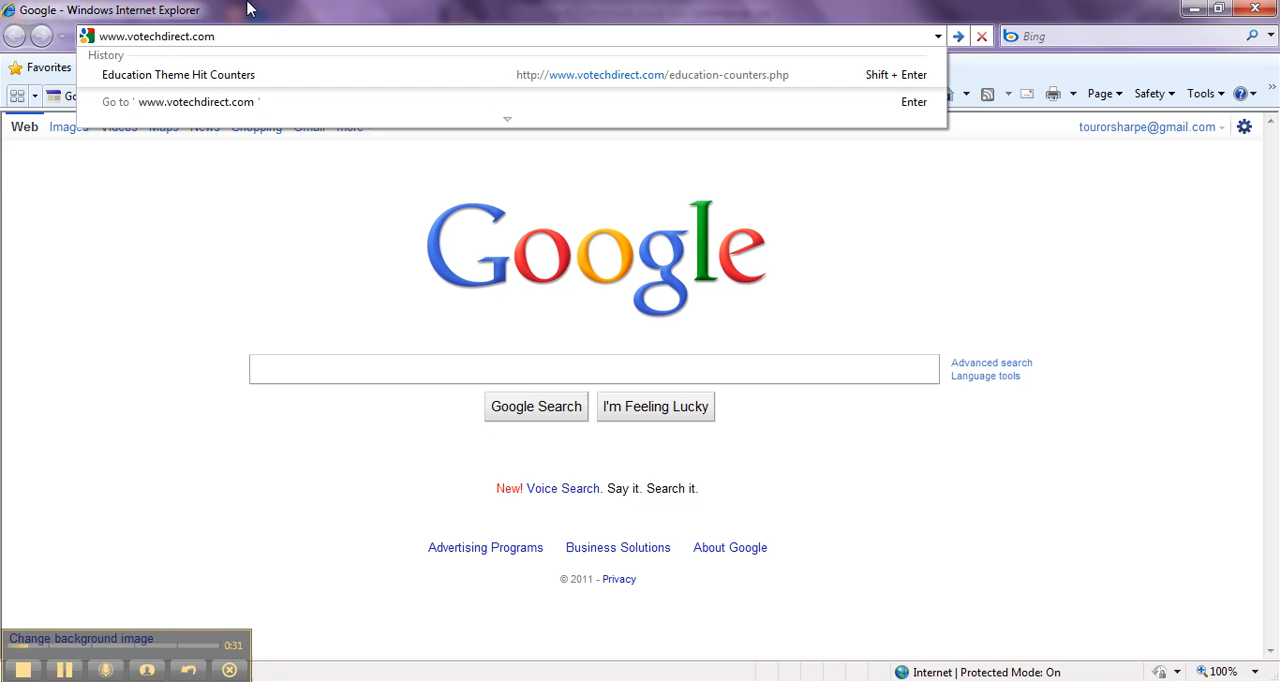 Google - Windows Internet Explorer
www.votechdirect.com
Bing
History
Education Theme Hit Counters http://www.votechdirect.com/education-counters.php Shift + Enter
Go to ' www.votechdirect.com ' Enter
Favorites
Go
Page Safety Tools
Web Images Videos Maps News Shopping Gmail more
tourorsharpe@gmail.com
Google
Advanced search
Language tools
Google Search I'm Feeling Lucky
New! Voice Search. Say it. Search it.
Advertising Programs Business Solutions About Google
© 2011 - Privacy
Change background image
0:31
Internet | Protected Mode: On 100%